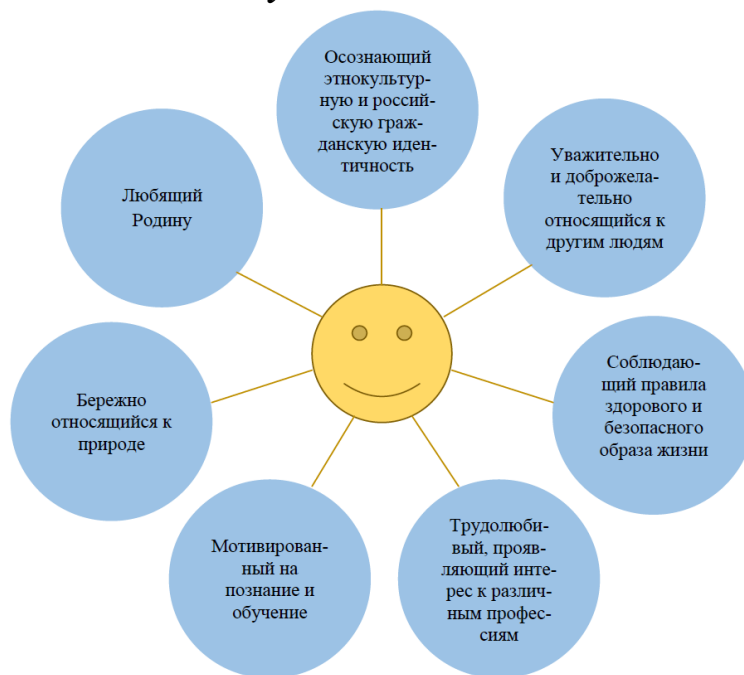 Осознающий
этнокультур-
ную и россий-
скую граж-
данскую иден-
тичность
Уважительно
и доброжела-
тельно
относящийся к
другим людям
Соблюдаю-
щий правила
здорового и
безопасного
образа жизни
Трудолюби-
вый, прояв-
ляющий инте-
рес к различ-
ным профес-
сиям
Мотивирован-
ный на
познание и
обучение
Бережно
относящийся к
природе
Любящий
Родину